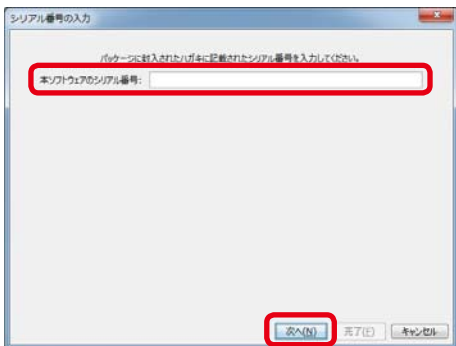 シリアル番号の入力
パッケージに封入されたハガキに記載されたシリアル番号を入力してください。
本ソフトウェアのシリアル番号:
次へ(N) 完了(F) キャンセル